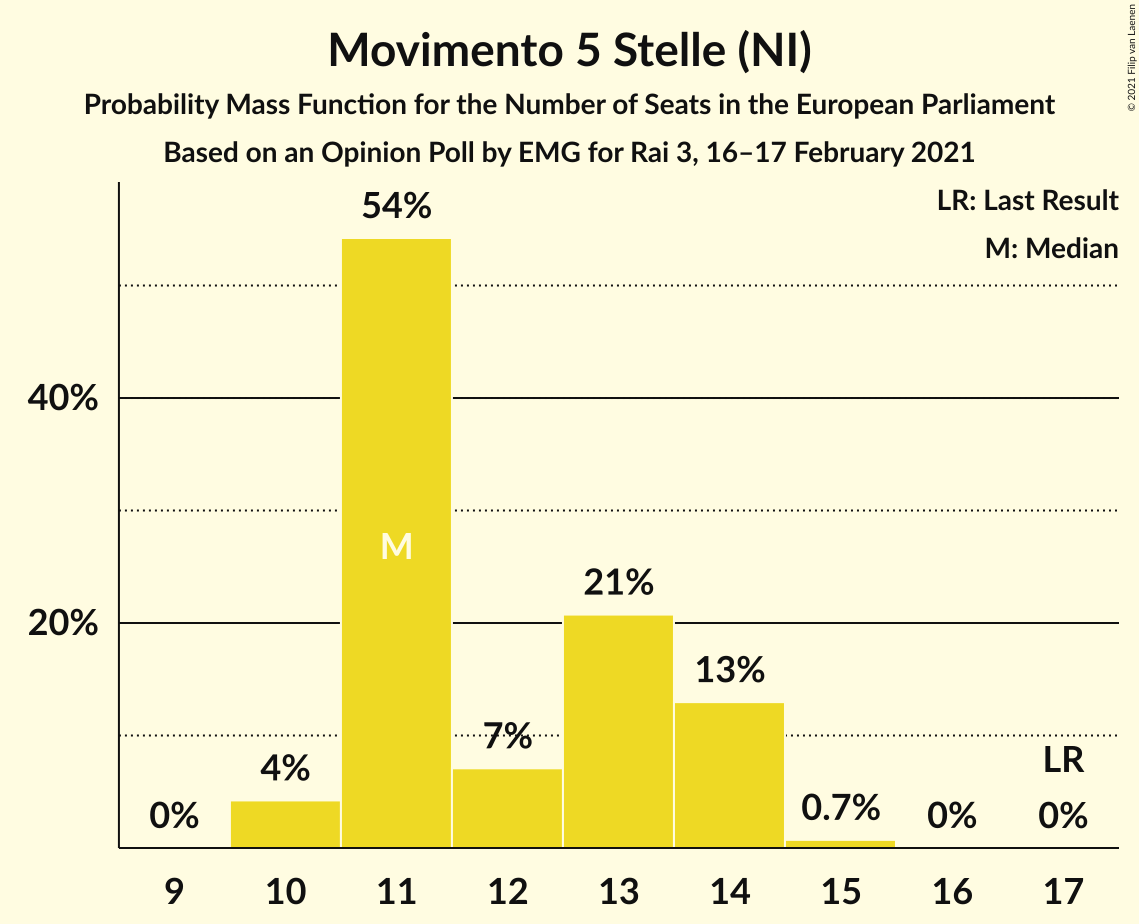 Movimento 5 Stelle (NI)
Probability Mass Function for the Number of Seats in the European Parliament
Based on an Opinion Poll by EMG for Rai 3, 16–17 February 2021
© 2021 Filip van Laenen
LR: Last Result
M: Median
54%
40%
M
21%
20%
13%
7%
4%
LR
0%
0.7%
0%
0%
9 10 11 12 13 14 15 16 17